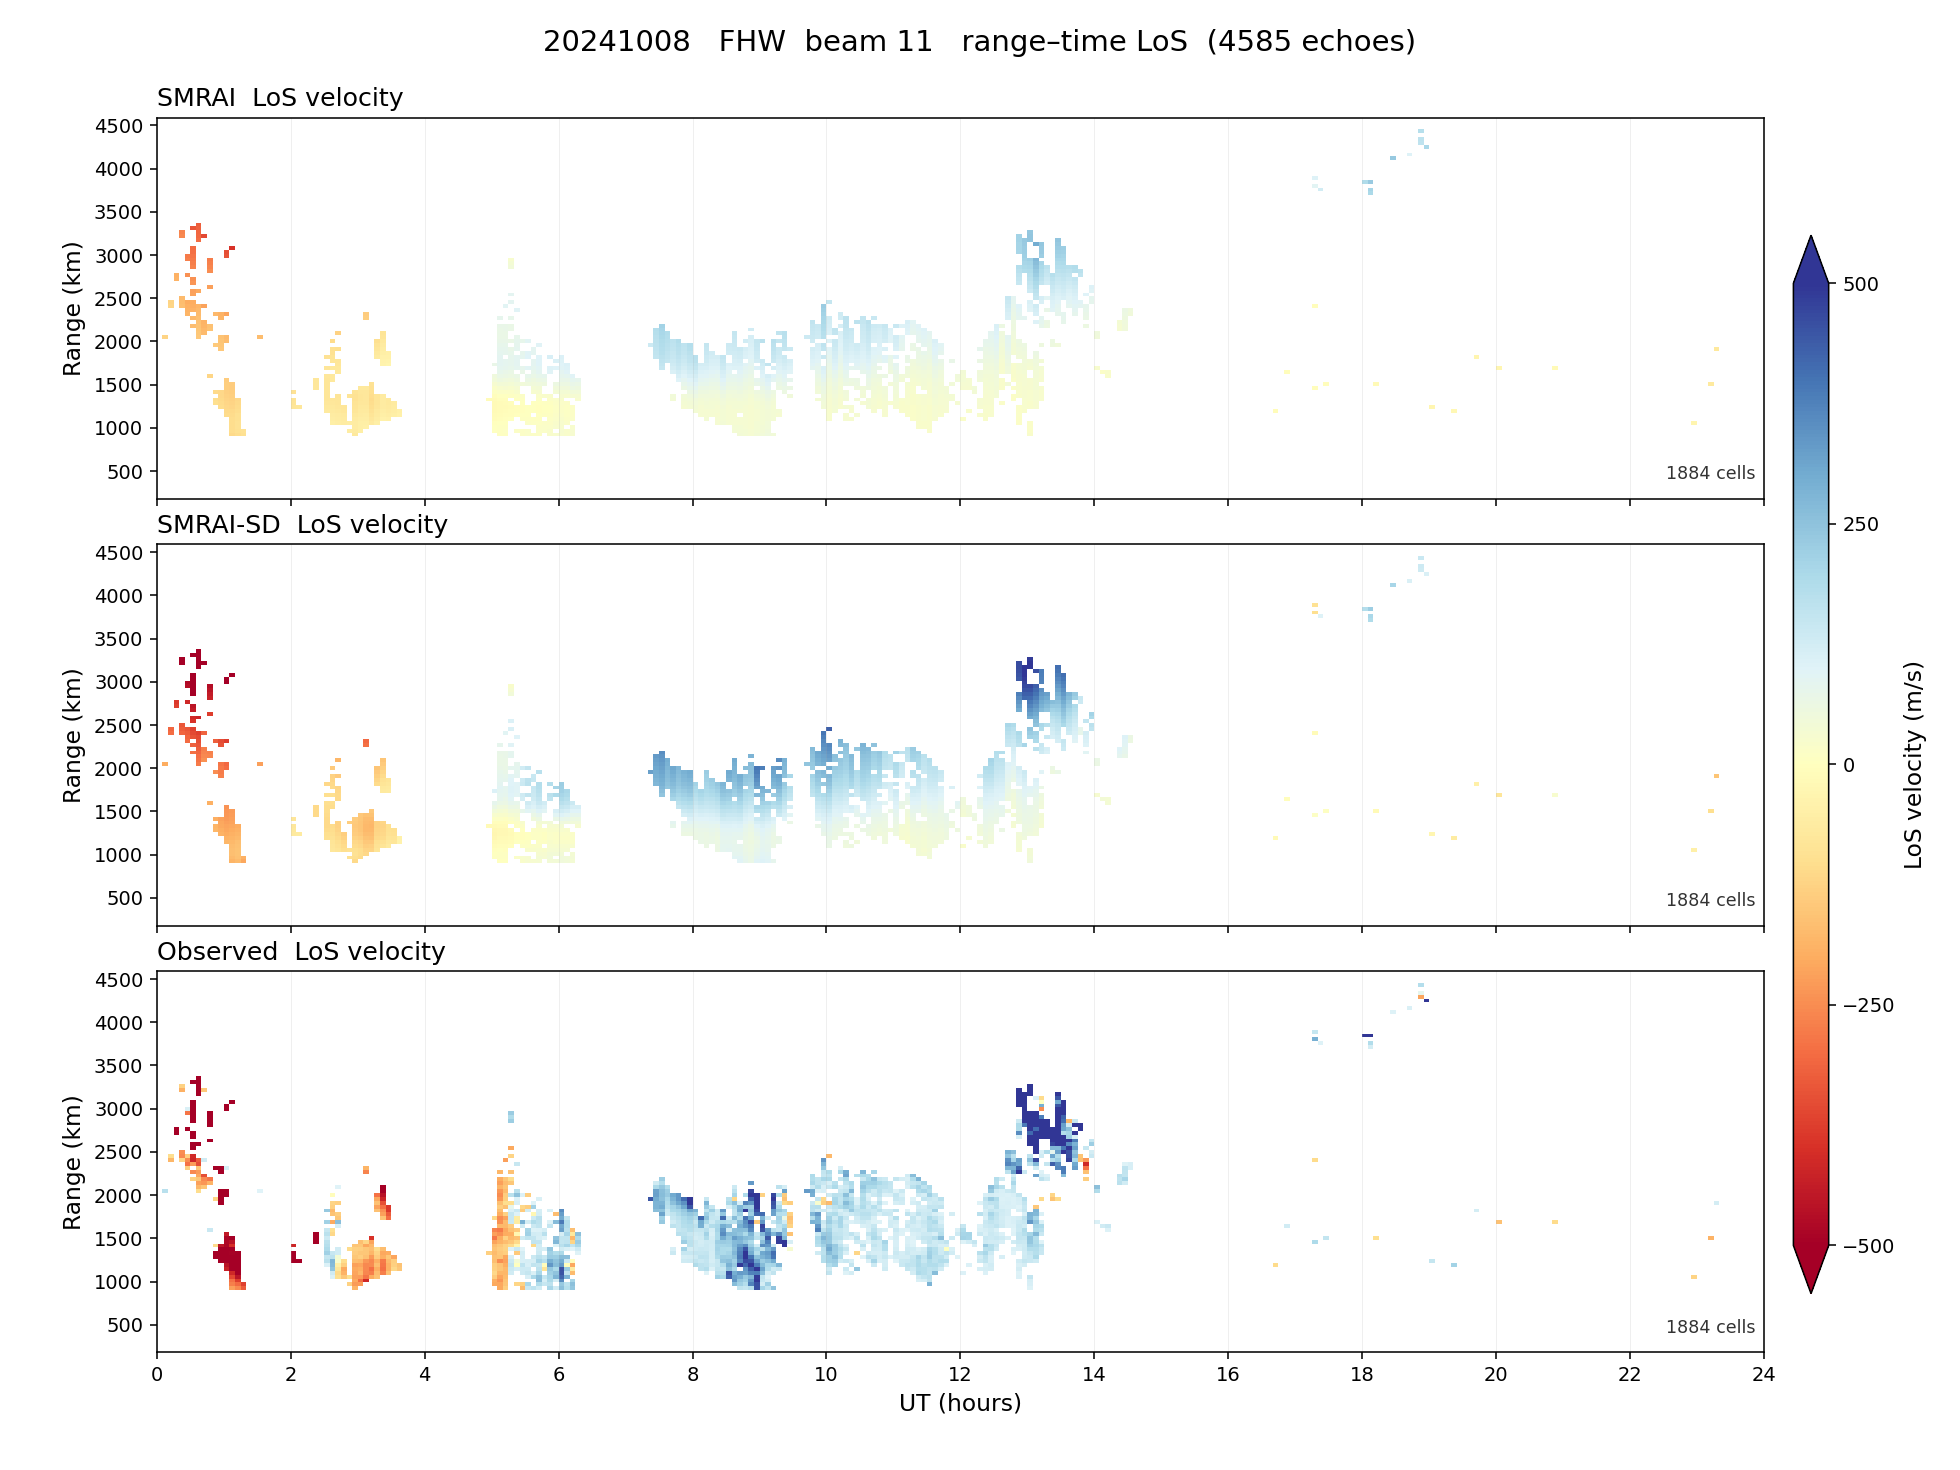 20241008   FHW  beam 11   range–time LoS  (4585 echoes)
SMRAI  LoS velocity
4500
4000
3500
3000
2500
2000
1500
1000
500
Range (km)
1884 cells
SMRAI-SD  LoS velocity
4500
4000
3500
3000
2500
2000
1500
1000
500
Range (km)
1884 cells
Observed  LoS velocity
4500
4000
3500
3000
2500
2000
1500
1000
500
Range (km)
1884 cells
0 2 4 6 8 10 12 14 16 18 20 22 24
UT (hours)
500
250
0
−250
−500
LoS velocity (m/s)